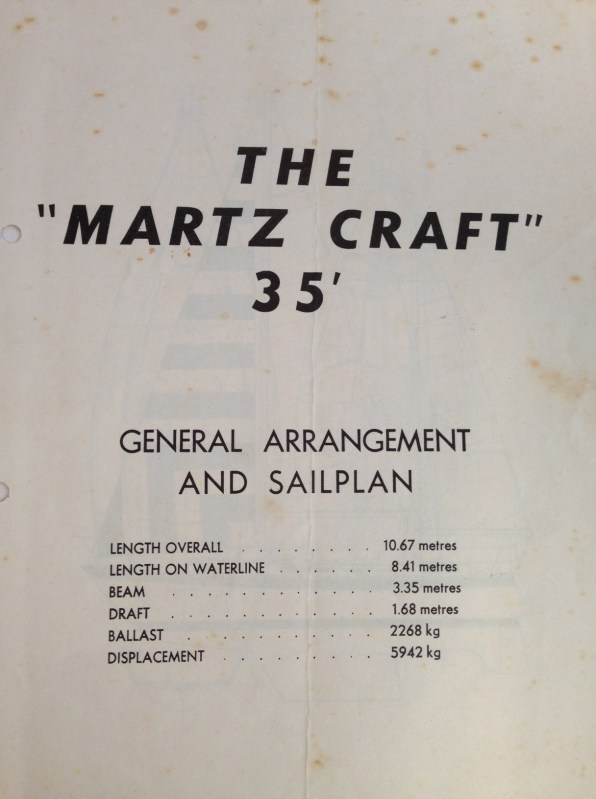 THE
"MARTZ CRAFT"
35'
GENERAL ARRANGEMENT
AND SAILPLAN
LENGTH OVERALL . . . . . . . . 10.67 metres
LENGTH ON WATERLINE . . . . . 8.41 metres
BEAM . . . . . . . . . . . . 3.35 metres
DRAFT . . . . . . . . . . . . 1.68 metres
BALLAST . . . . . . . . . . . 2268 kg
DISPLACEMENT . . . . . . . . . 5942 kg